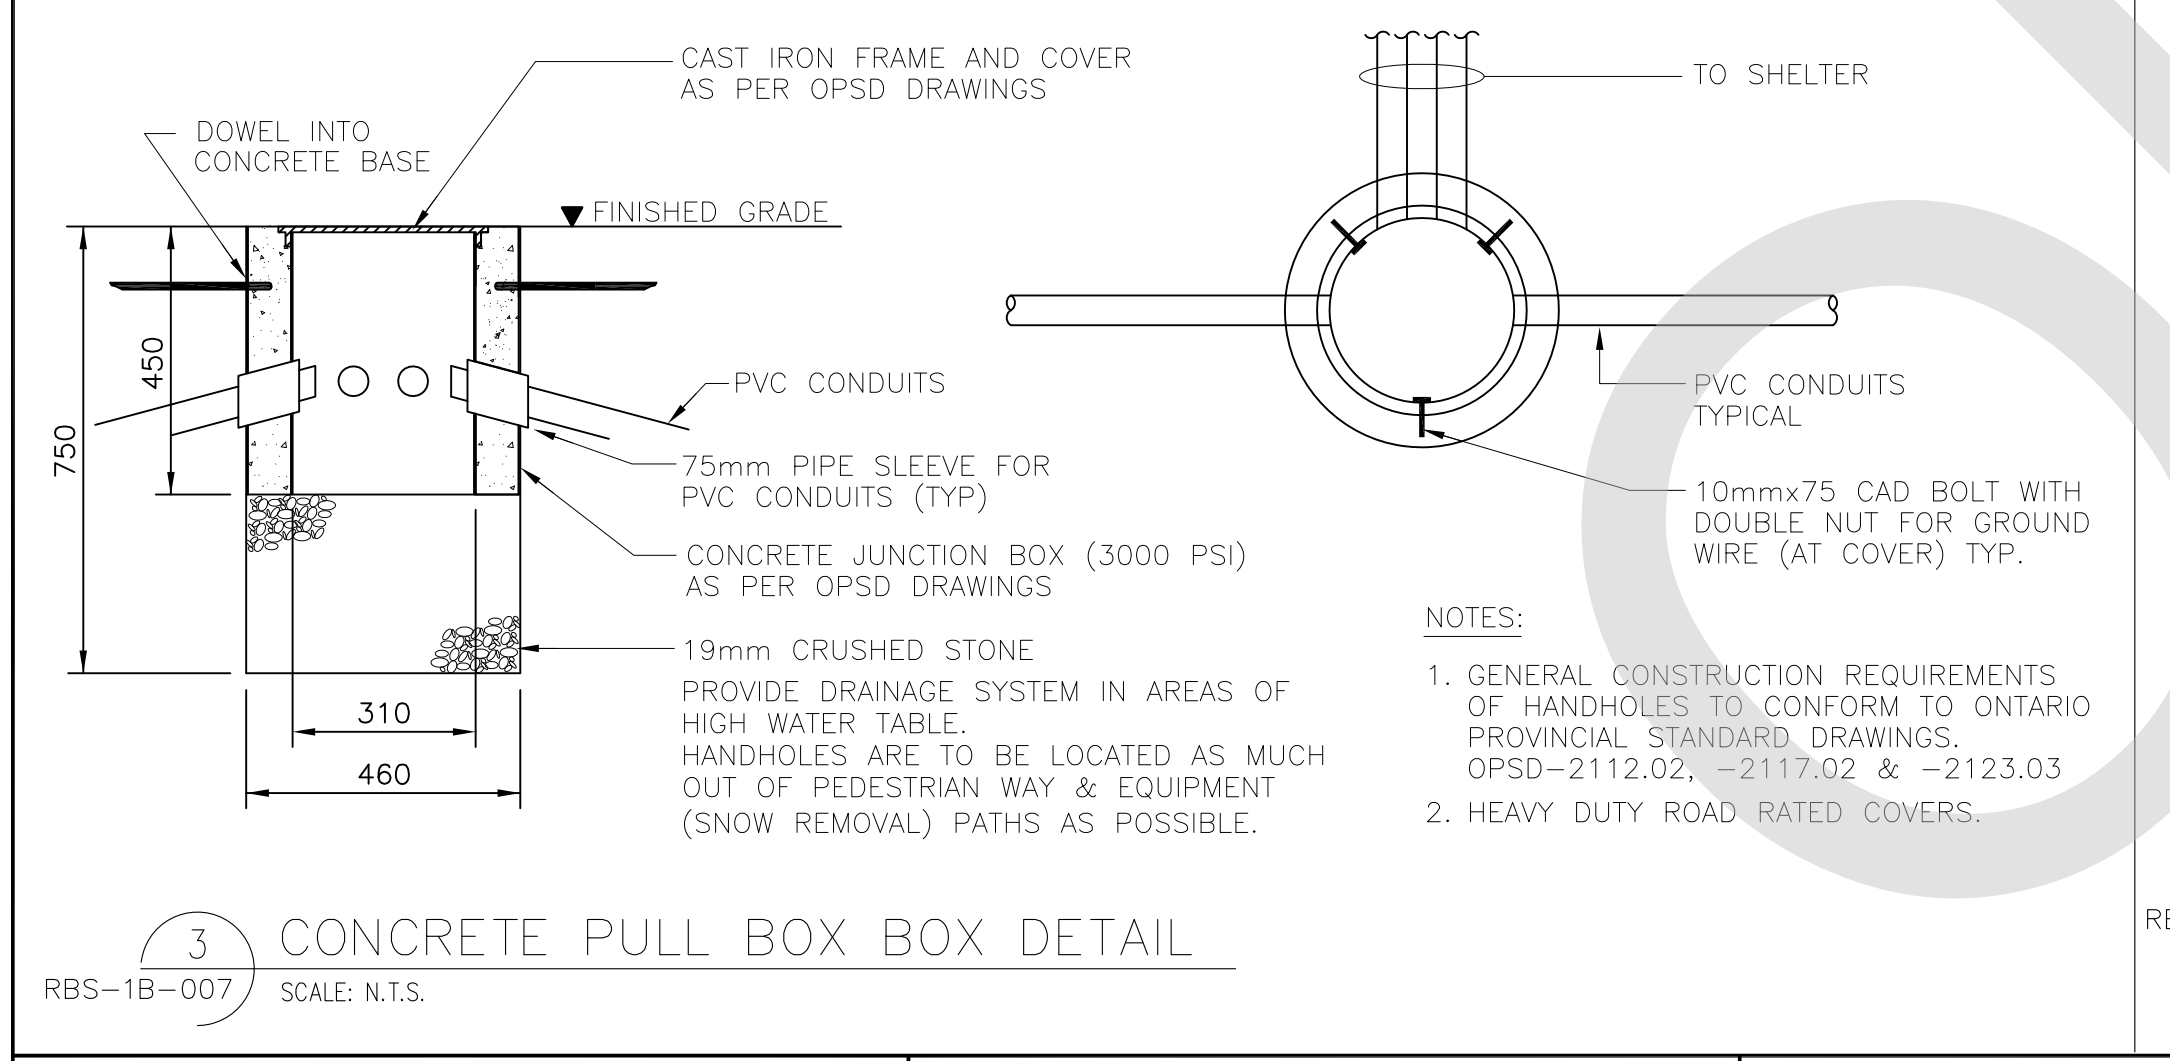 CAST IRON FRAME AND COVER
AS PER OPSD DRAWINGS
DOWEL INTO
CONCRETE BASE
FINISHED GRADE
450
750
PVC CONDUITS
75mm PIPE SLEEVE FOR
PVC CONDUITS (TYP)
CONCRETE JUNCTION BOX (3000 PSI)
AS PER OPSD DRAWINGS
19mm CRUSHED STONE
PROVIDE DRAINAGE SYSTEM IN AREAS OF
HIGH WATER TABLE.
HANDHOLES ARE TO BE LOCATED AS MUCH
OUT OF PEDESTRIAN WAY & EQUIPMENT
(SNOW REMOVAL) PATHS AS POSSIBLE.
310
460
TO SHELTER
PVC CONDUITS
TYPICAL
10mmx75 CAD BOLT WITH
DOUBLE NUT FOR GROUND
WIRE (AT COVER) TYP.
NOTES:
1. GENERAL CONSTRUCTION REQUIREMENTS
OF HANDHOLES TO CONFORM TO ONTARIO
PROVINCIAL STANDARD DRAWINGS.
OPSD-2112.02, -2117.02 & -2123.03
2. HEAVY DUTY ROAD RATED COVERS.
3
RBS-1B-007
CONCRETE PULL BOX BOX DETAIL
SCALE: N.T.S.